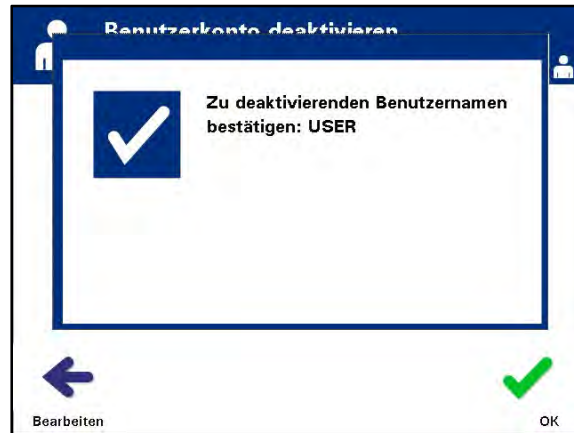 Benutzerkonto deaktivieren
Zu deaktivierenden Benutzernamen
bestätigen: USER
Bearbeiten
OK